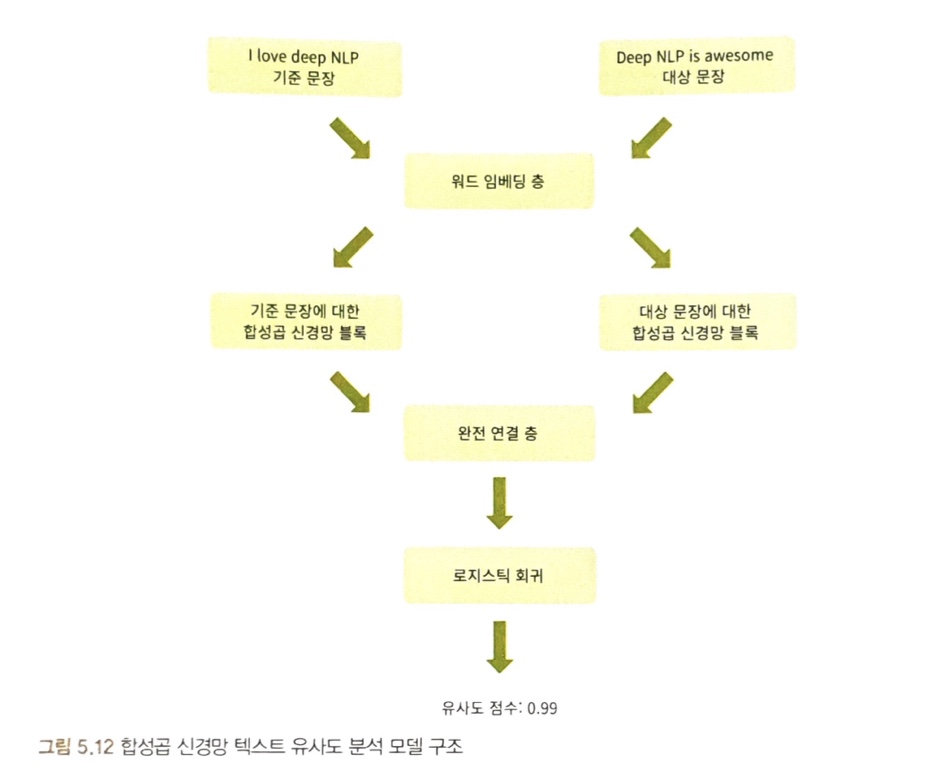 I love deep NLP
기준 문장
Deep NLP is awesome
대상 문장
워드 임베딩 층
기준 문장에 대한
합성곱 신경망 블록
대상 문장에 대한
합성곱 신경망 블록
완전 연결 층
로지스틱 회귀
유사도 점수: 0.99
그림 5.12 합성곱 신경망 텍스트 유사도 분석 모델 구조